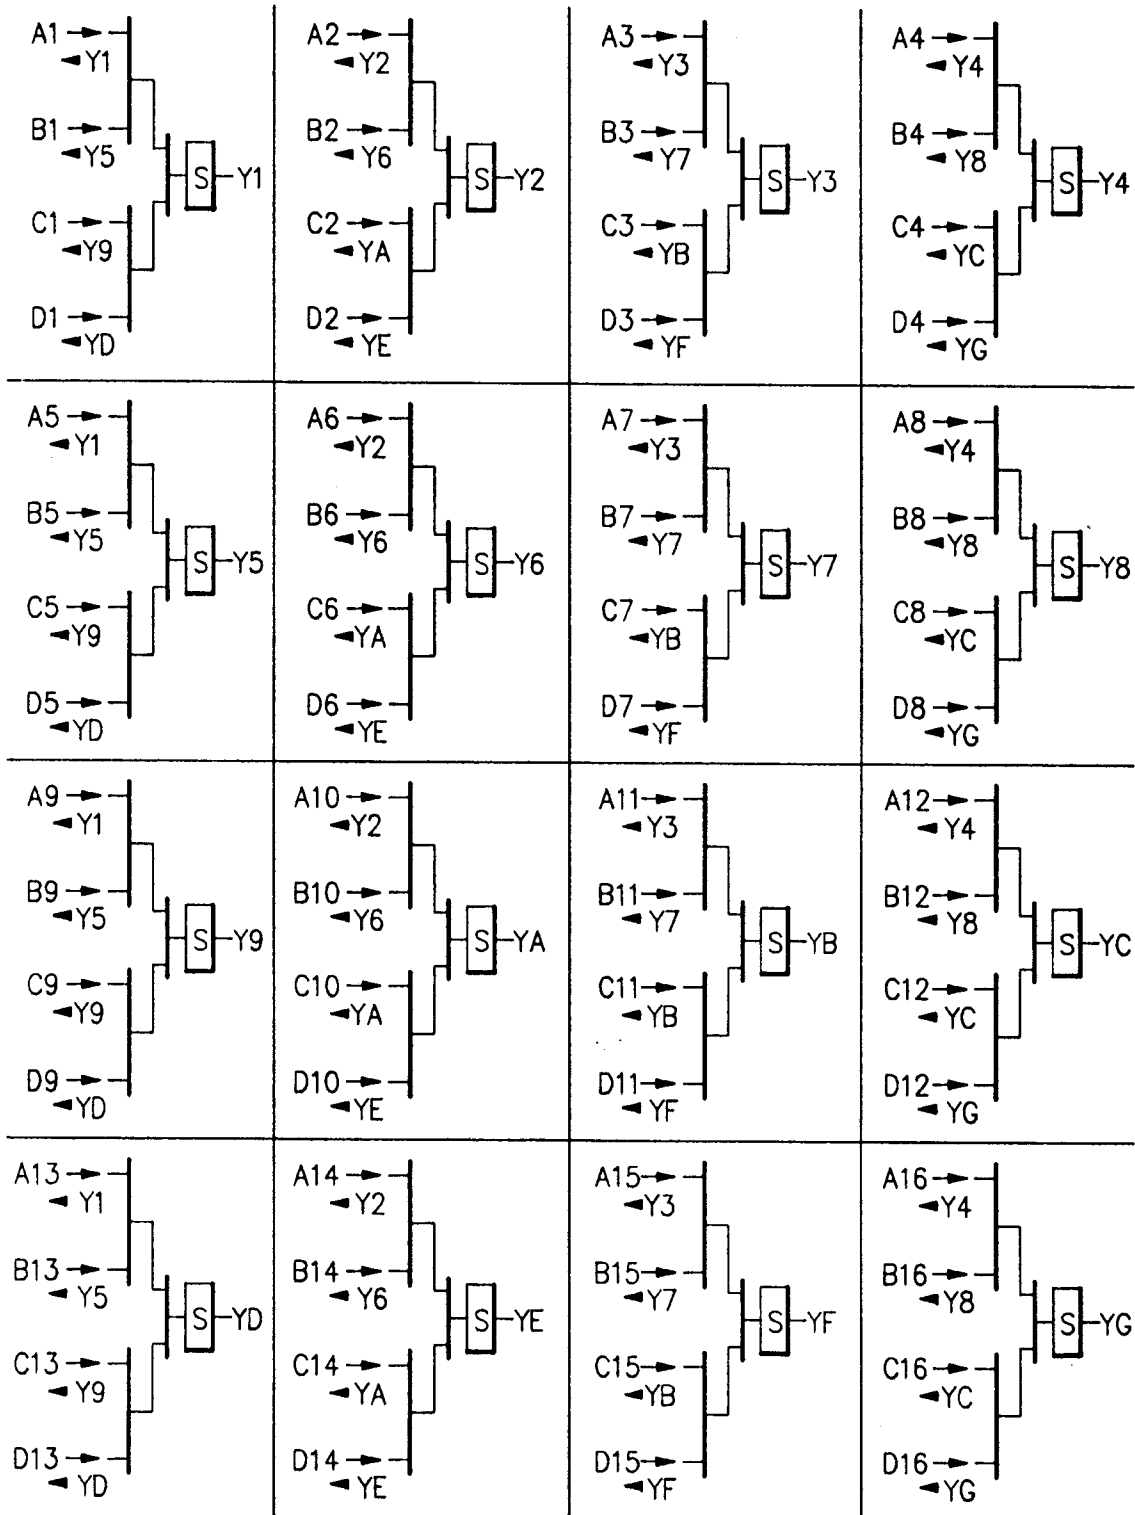 A1
Y1
B1
Y5
S Y1
C1
Y9
D1
YD
A2
Y2
B2
Y6
S Y2
C2
YA
D2
YE
A3
Y3
B3
Y7
S Y3
C3
YB
D3
YF
A4
Y4
B4
Y8
S Y4
C4
YC
D4
YG
A5
Y1
B5
Y5
S Y5
C5
Y9
D5
YD
A6
Y2
B6
Y6
S Y6
C6
YA
D6
YE
A7
Y3
B7
Y7
S Y7
C7
YB
D7
YF
A8
Y4
B8
Y8
S Y8
C8
YC
D8
YG
A9
Y1
B9
Y5
S Y9
C9
Y9
D9
YD
A10
Y2
B10
Y6
S YA
C10
YA
D10
YE
A11
Y3
B11
Y7
S YB
C11
YB
D11
YF
A12
Y4
B12
Y8
S YC
C12
YC
D12
YG
A13
Y1
B13
Y5
S YD
C13
Y9
D13
YD
A14
Y2
B14
Y6
S YE
C14
YA
D14
YE
A15
Y3
B15
Y7
S YF
C15
YB
D15
YF
A16
Y4
B16
Y8
S YG
C16
YC
D16
YG